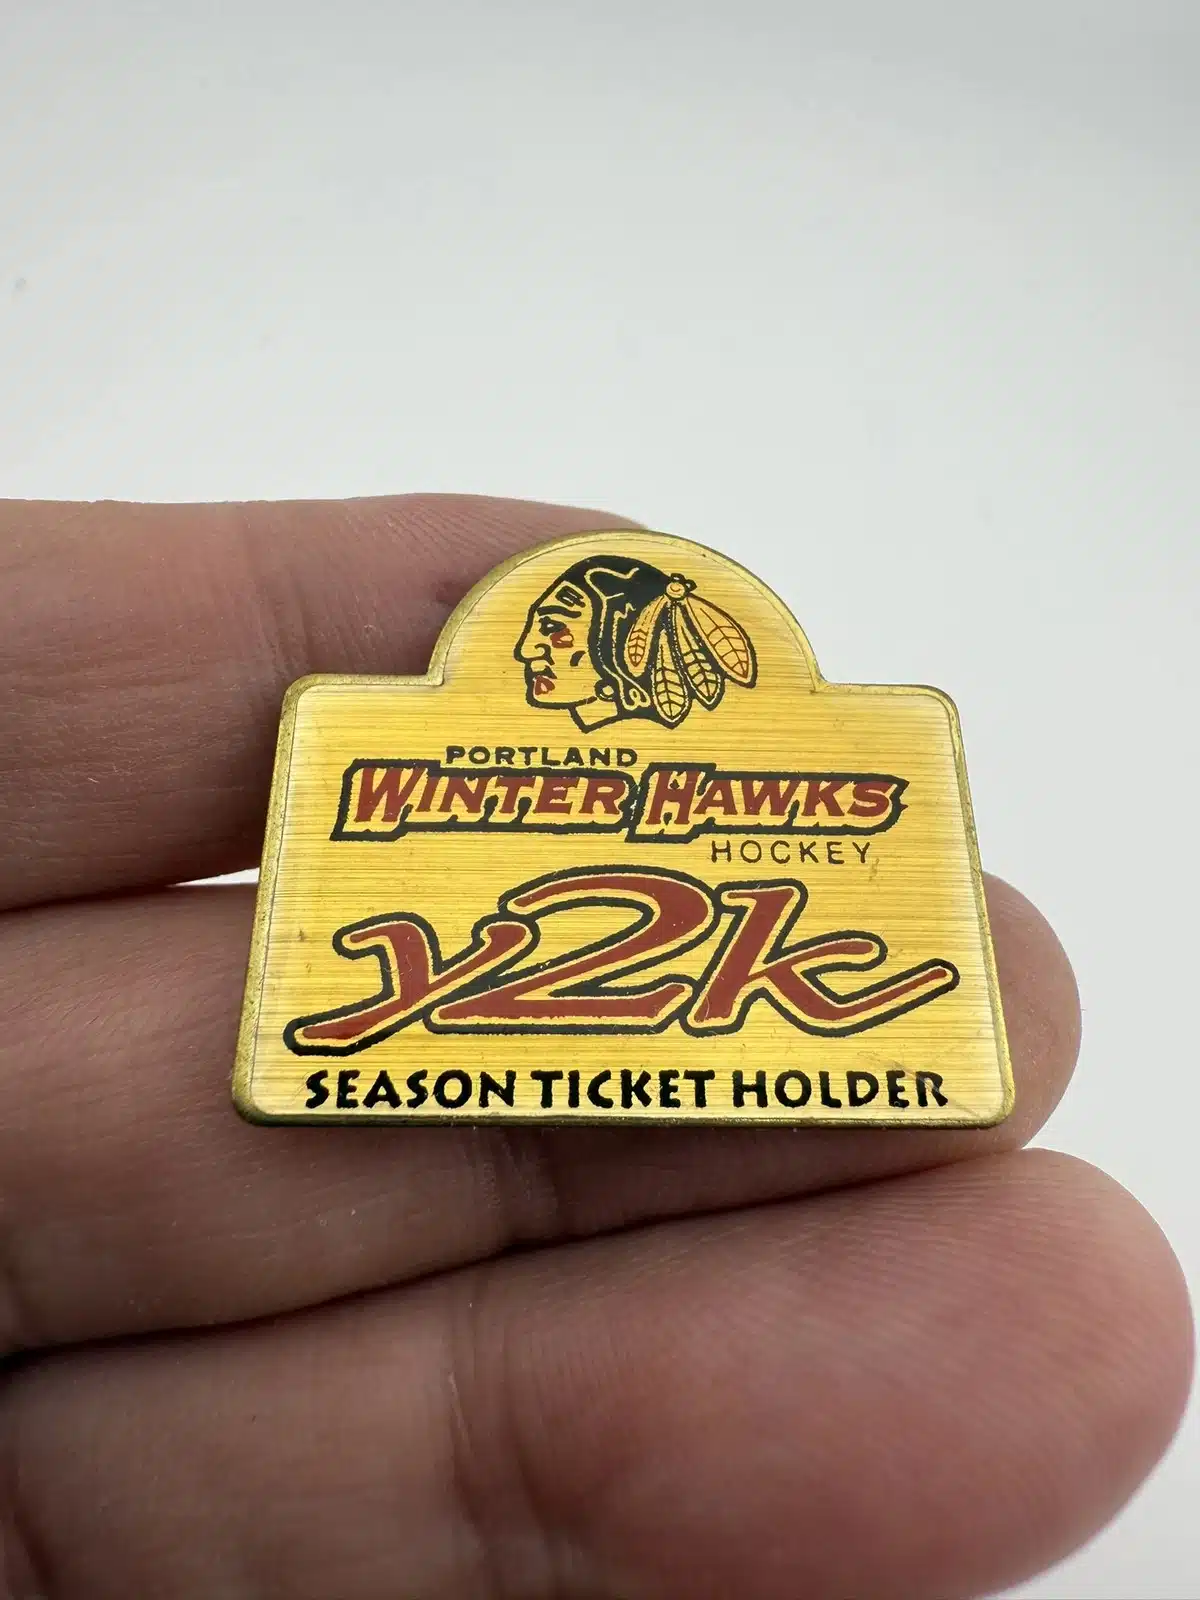 PORTLAND
WINTER HAWKS
HOCKEY
y2k
SEASON TICKET HOLDER